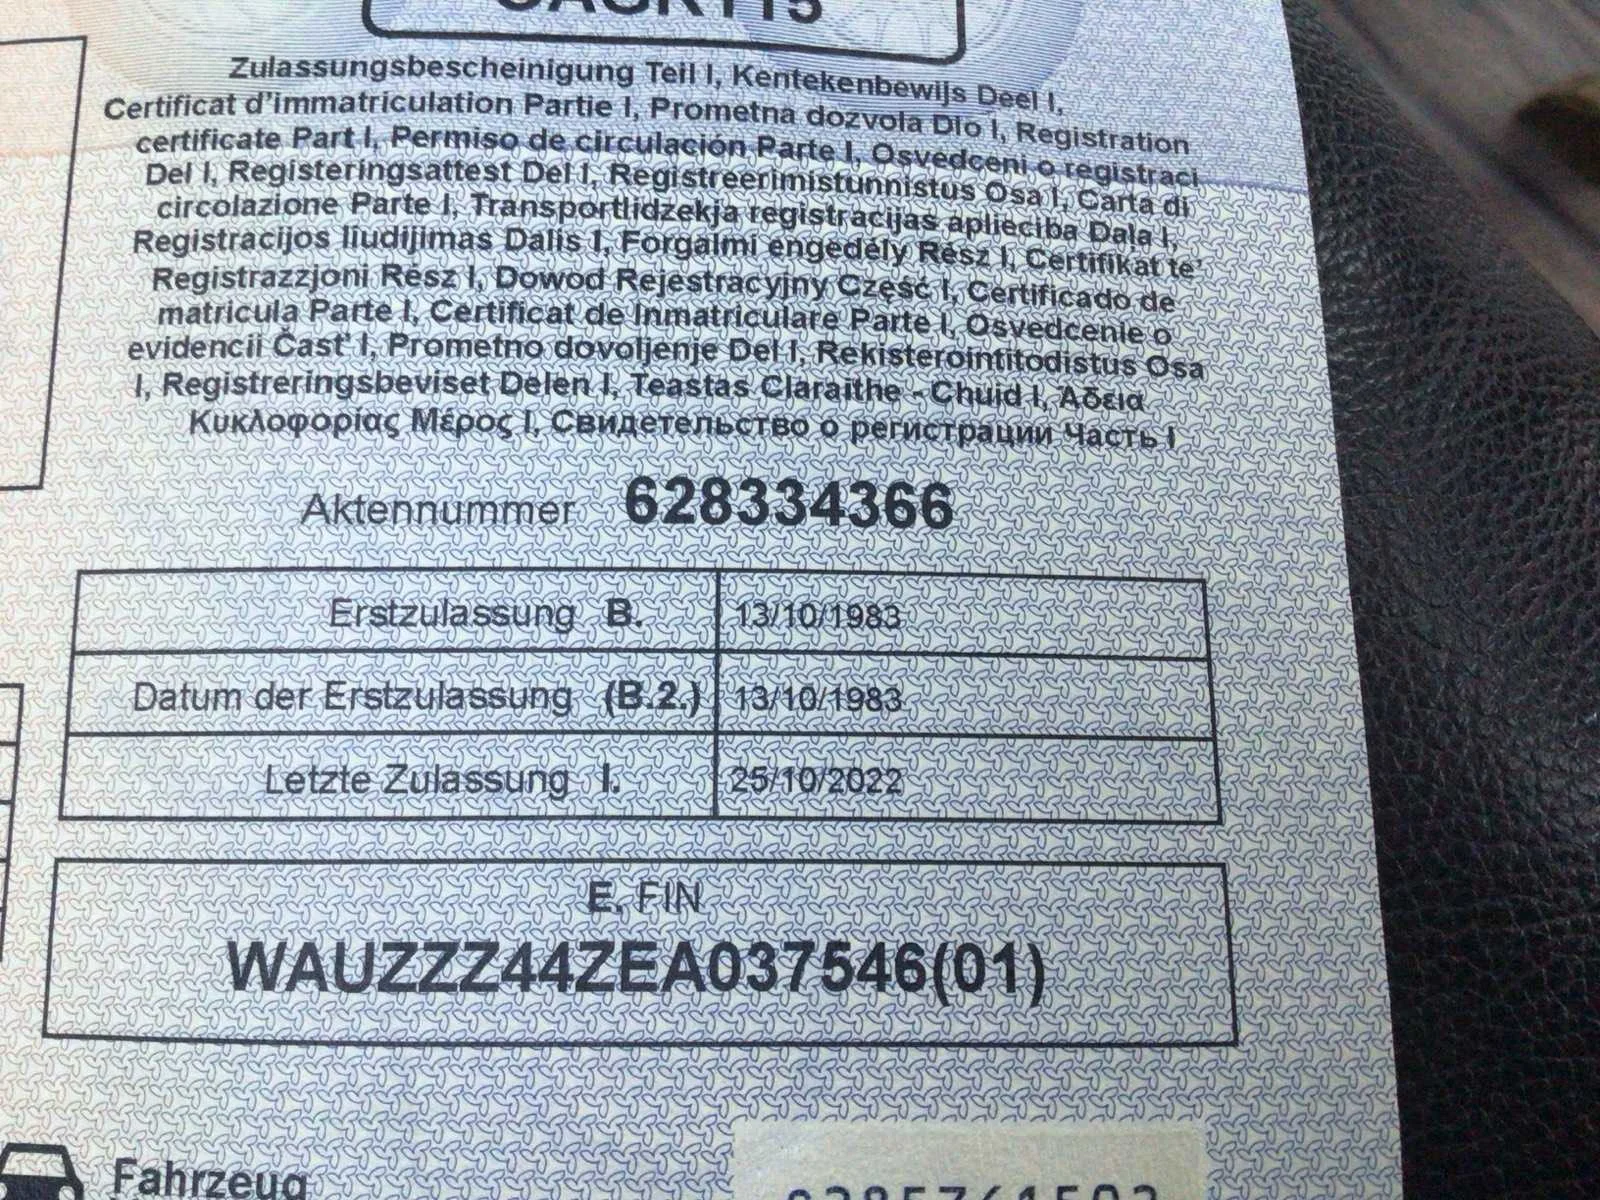 Zulassungsbescheinigung Teil I, Kentekenbewijs Deel I,
Certificat d'immatriculation Partie I, Prometna dozvola Dio I, Registration
certificate Part I, Permiso de circulación Parte I, Osvedceni o registraci
Del I, Registeringsattest Del I, Registreerimistunnistus Osa I, Carta di
circolazione Parte I, Transportlidzekja registracijas aplieciba Daļa I,
Registracijos liudijimas Dalis I, Forgalmi engedély Rész I, Certifikat te'
Registrazzjoni Rész I, Dowod Rejestracyjny Część I, Certificado de
matricula Parte I, Certificat de Inmatriculare Parte I, Osvedcenie o
evidencii Čast' I, Prometno dovoljenje Del I, Rekisterointitodistus Osa
I, Registreringsbeviset Delen I, Teastas Claraithe - Chuid I, Άδεια
Κυκλοφορίας Μέρος I, Свидетельство о регистрации Часть I
Aktennummer 628334366
Erstzulassung B. 13/10/1983
Datum der Erstzulassung (B.2.) 13/10/1983
Letzte Zulassung I. 25/10/2022
E. FIN
WAUZZZ44ZEA037546(01)
Fahrzeug